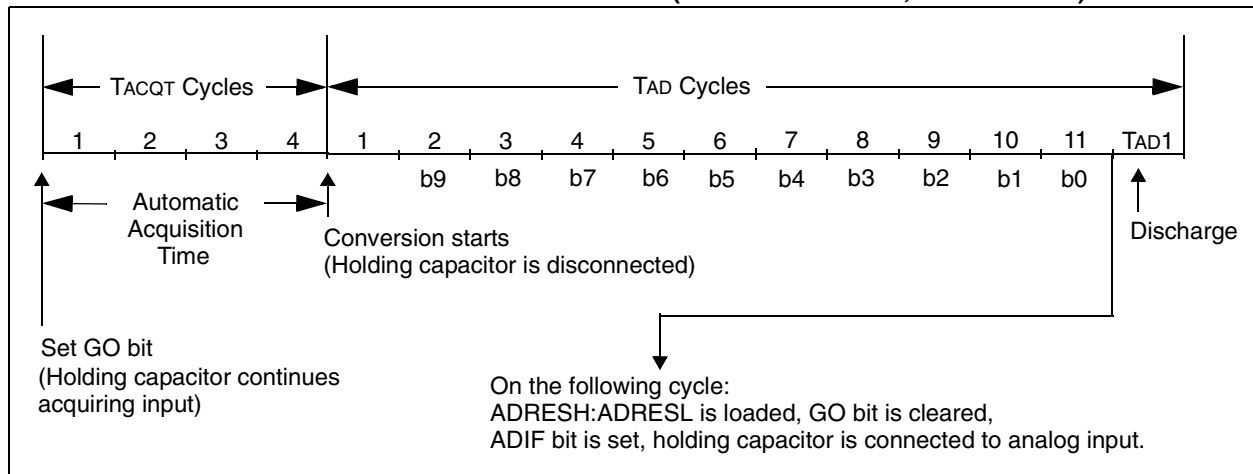 TACQT Cycles TAD Cycles
1 2 3 4 1 2 3 4 5 6 7 8 9 10 11 TAD1
b9 b8 b7 b6 b5 b4 b3 b2 b1 b0
Automatic
Acquisition
Time
Conversion starts
(Holding capacitor is disconnected)
Discharge
Set GO bit
(Holding capacitor continues
acquiring input)
On the following cycle:
ADRESH:ADRESL is loaded, GO bit is cleared,
ADIF bit is set, holding capacitor is connected to analog input.